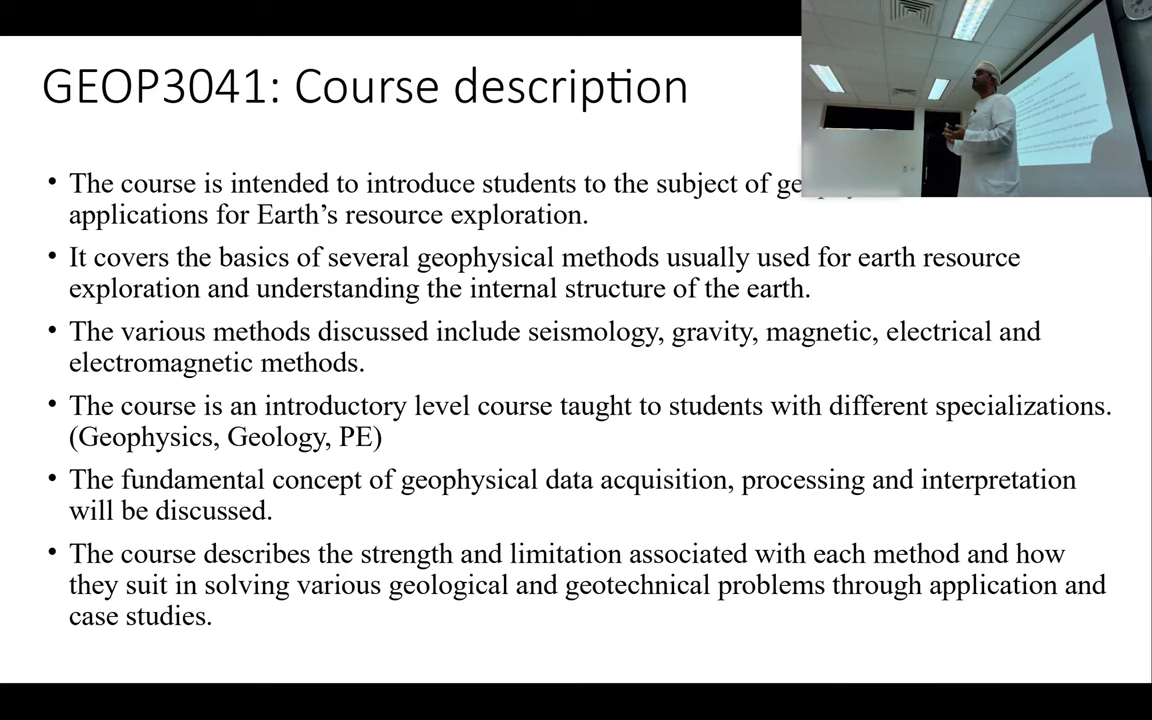 GEOP3041: Course description
• The course is intended to introduce students to the subject of
applications for Earth's resource exploration.
• It covers the basics of several geophysical methods usually used for earth resource
exploration and understanding the internal structure of the earth.
• The various methods discussed include seismology, gravity, magnetic, electrical and
electromagnetic methods.
• The course is an introductory level course taught to students with different specializations.
(Geophysics, Geology, PE)
• The fundamental concept of geophysical data acquisition, processing and interpretation
will be discussed.
• The course describes the strength and limitation associated with each method and how
they suit in solving various geological and geotechnical problems through application and
case studies.